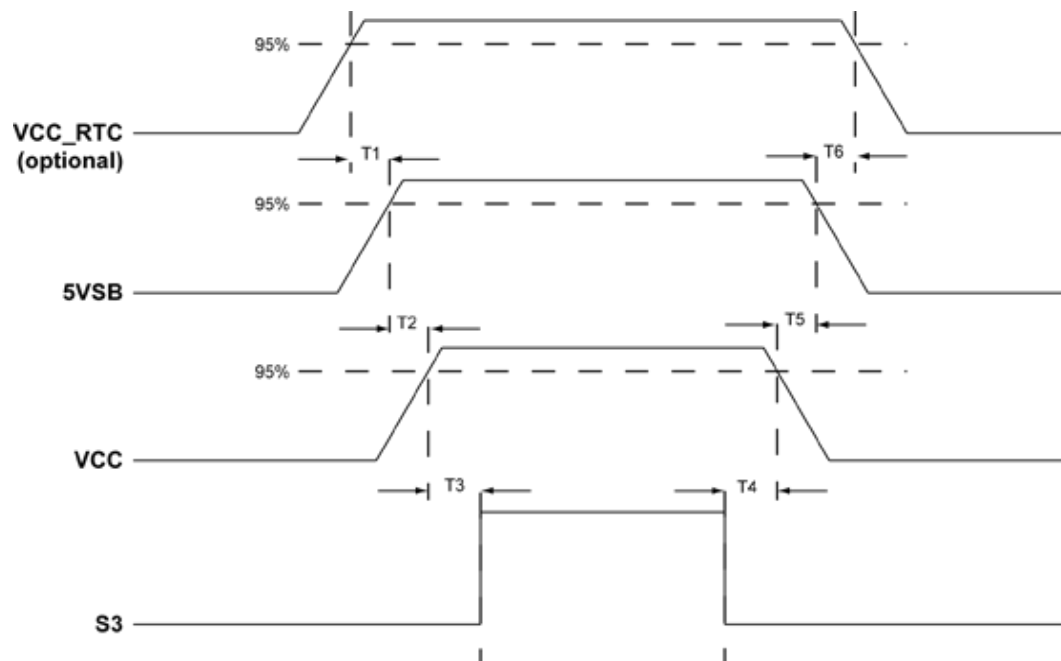 95%
VCC_RTC
(optional)
T1
T6
95%
5VSB
T2
T5
95%
VCC
T3
T4
S3